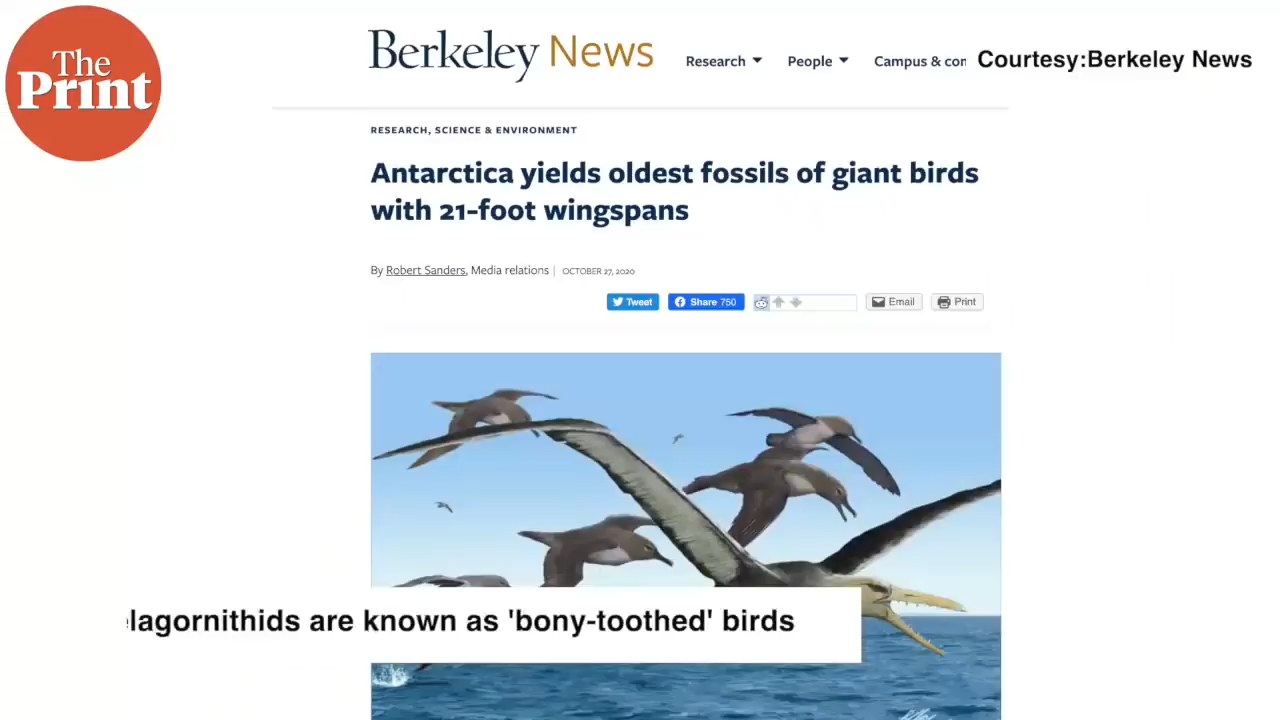 The
Print
Berkeley News
Research
People
Campus & con
Courtesy:Berkeley News
RESEARCH, SCIENCE & ENVIRONMENT
Antarctica yields oldest fossils of giant birds
with 21-foot wingspans
By Robert Sanders, Media relations | OCTOBER 27, 2020
Tweet
Share 750
Email
Print
lagornithids are known as 'bony-toothed' birds